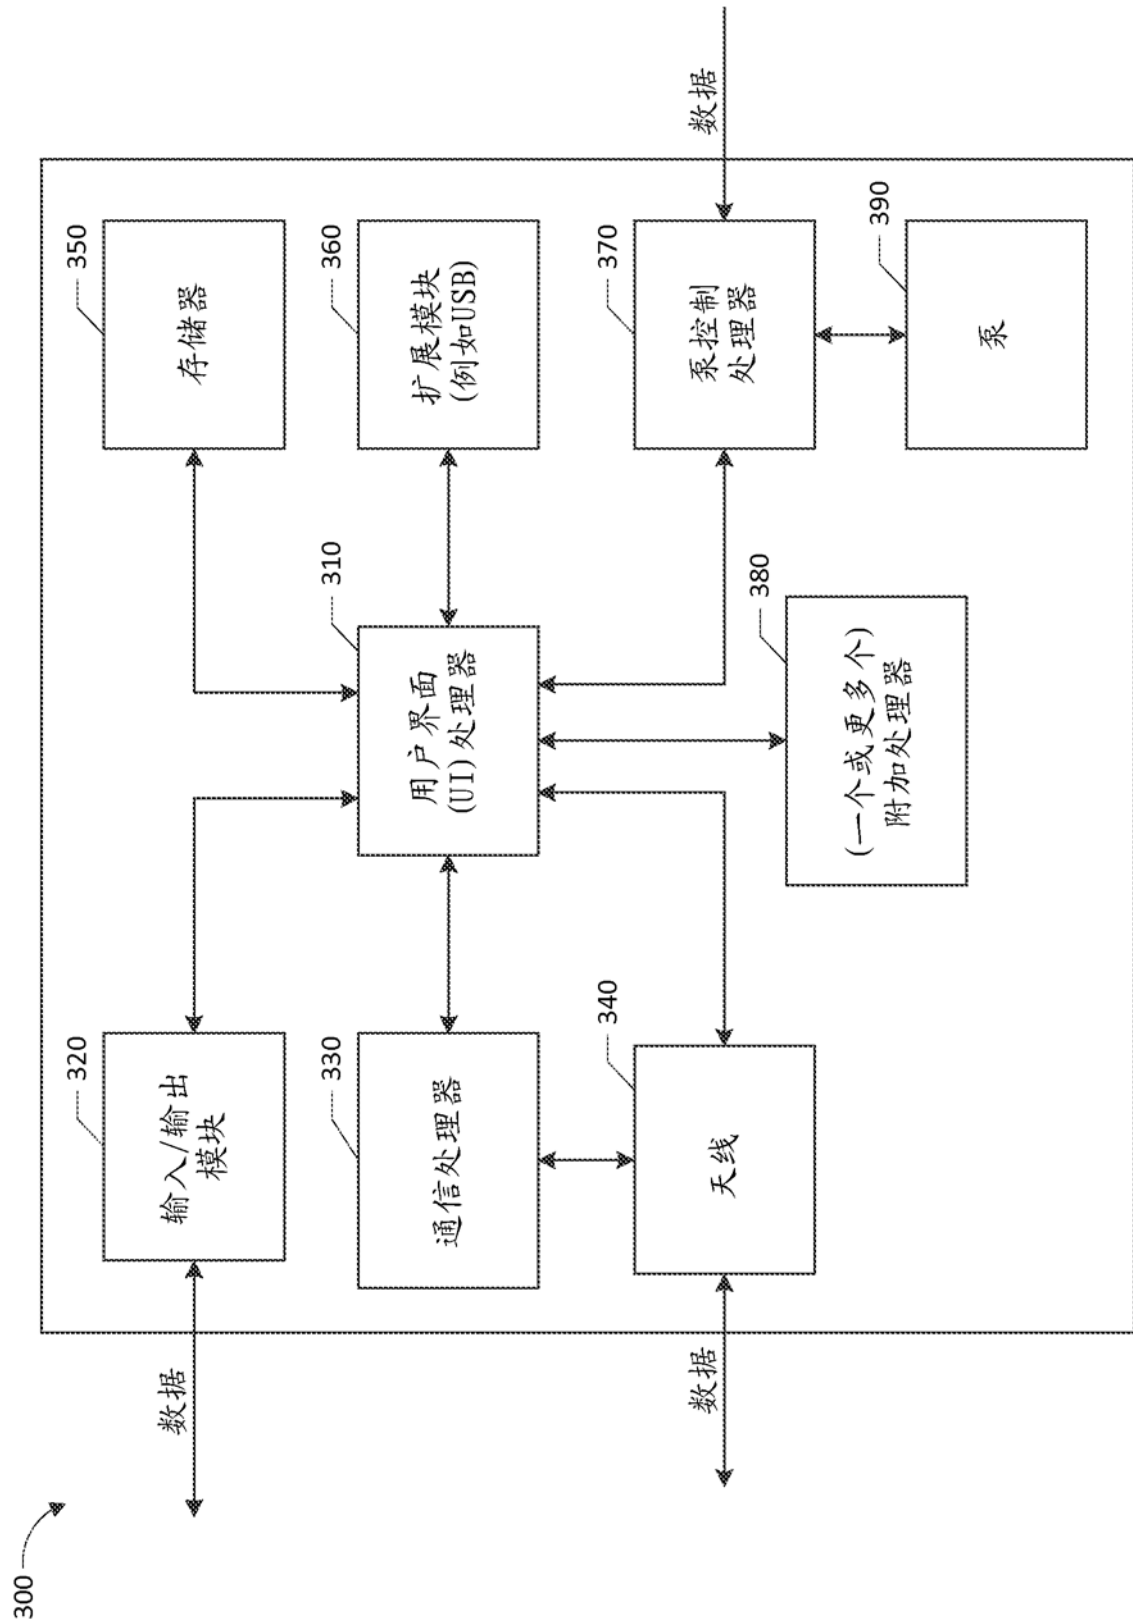 300
320
输入/输出
模块
数据
350
存储器
310
用户界面
(UI)处理器
330
通信处理器
360
扩展模块
(例如USB)
340
天线
数据
370
泵控制
处理器
数据
380
(一个或更多个)
附加处理器
390
泵